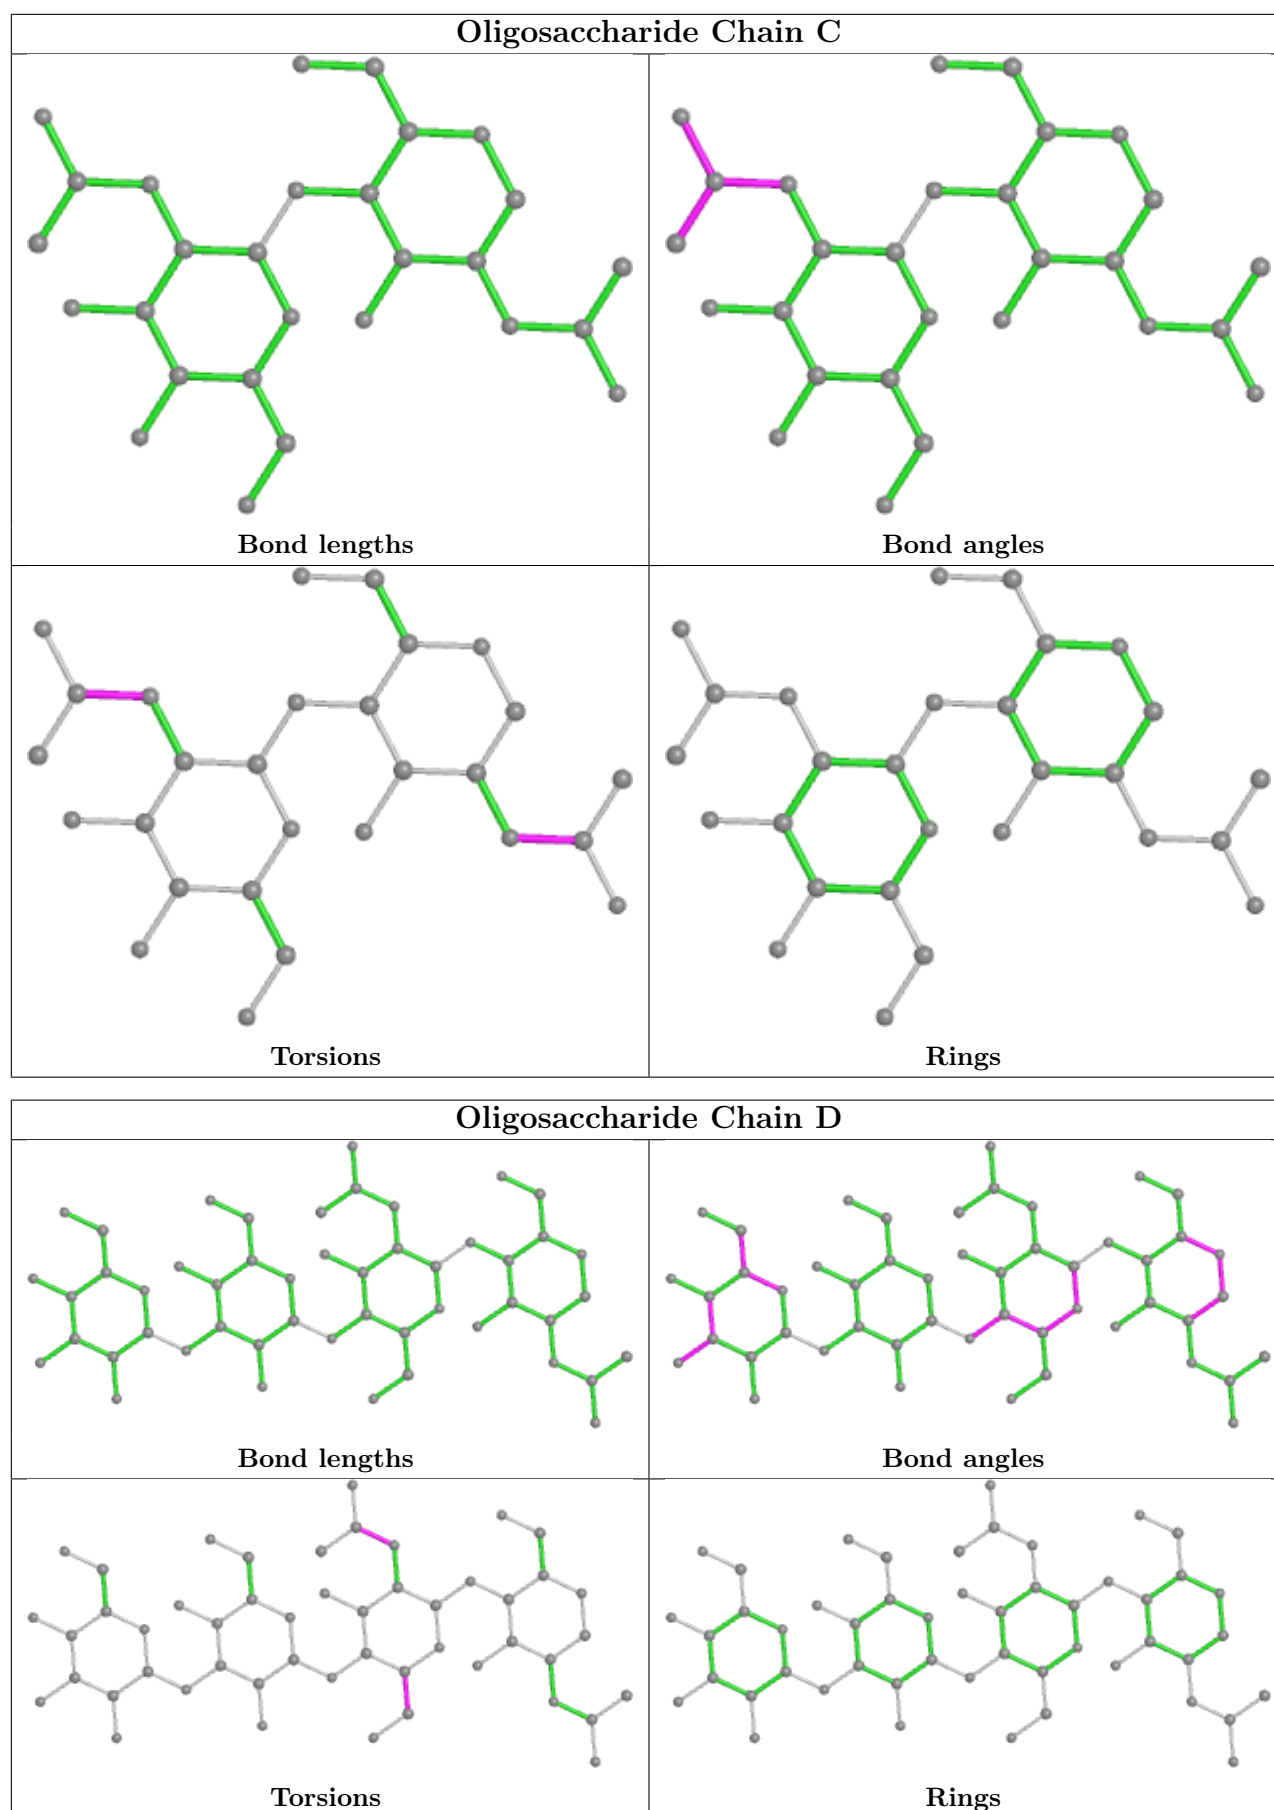 Oligosaccharide Chain C
Bond lengths
Bond angles
Torsions
Rings
Oligosaccharide Chain D
Bond lengths
Bond angles
Torsions
Rings